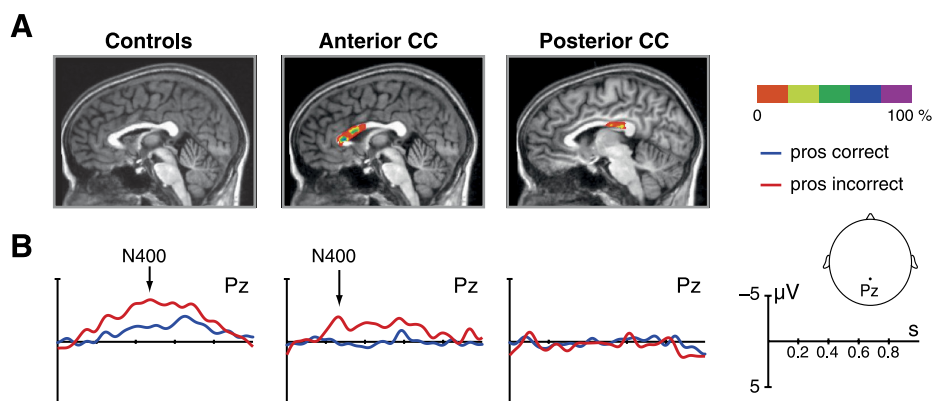 A
Controls
Anterior CC
Posterior CC
0
100 %
pros correct
pros incorrect
B
N400
Pz
N400
Pz
Pz
Pz
–5
µV
s
0.2 0.4 0.6 0.8
5